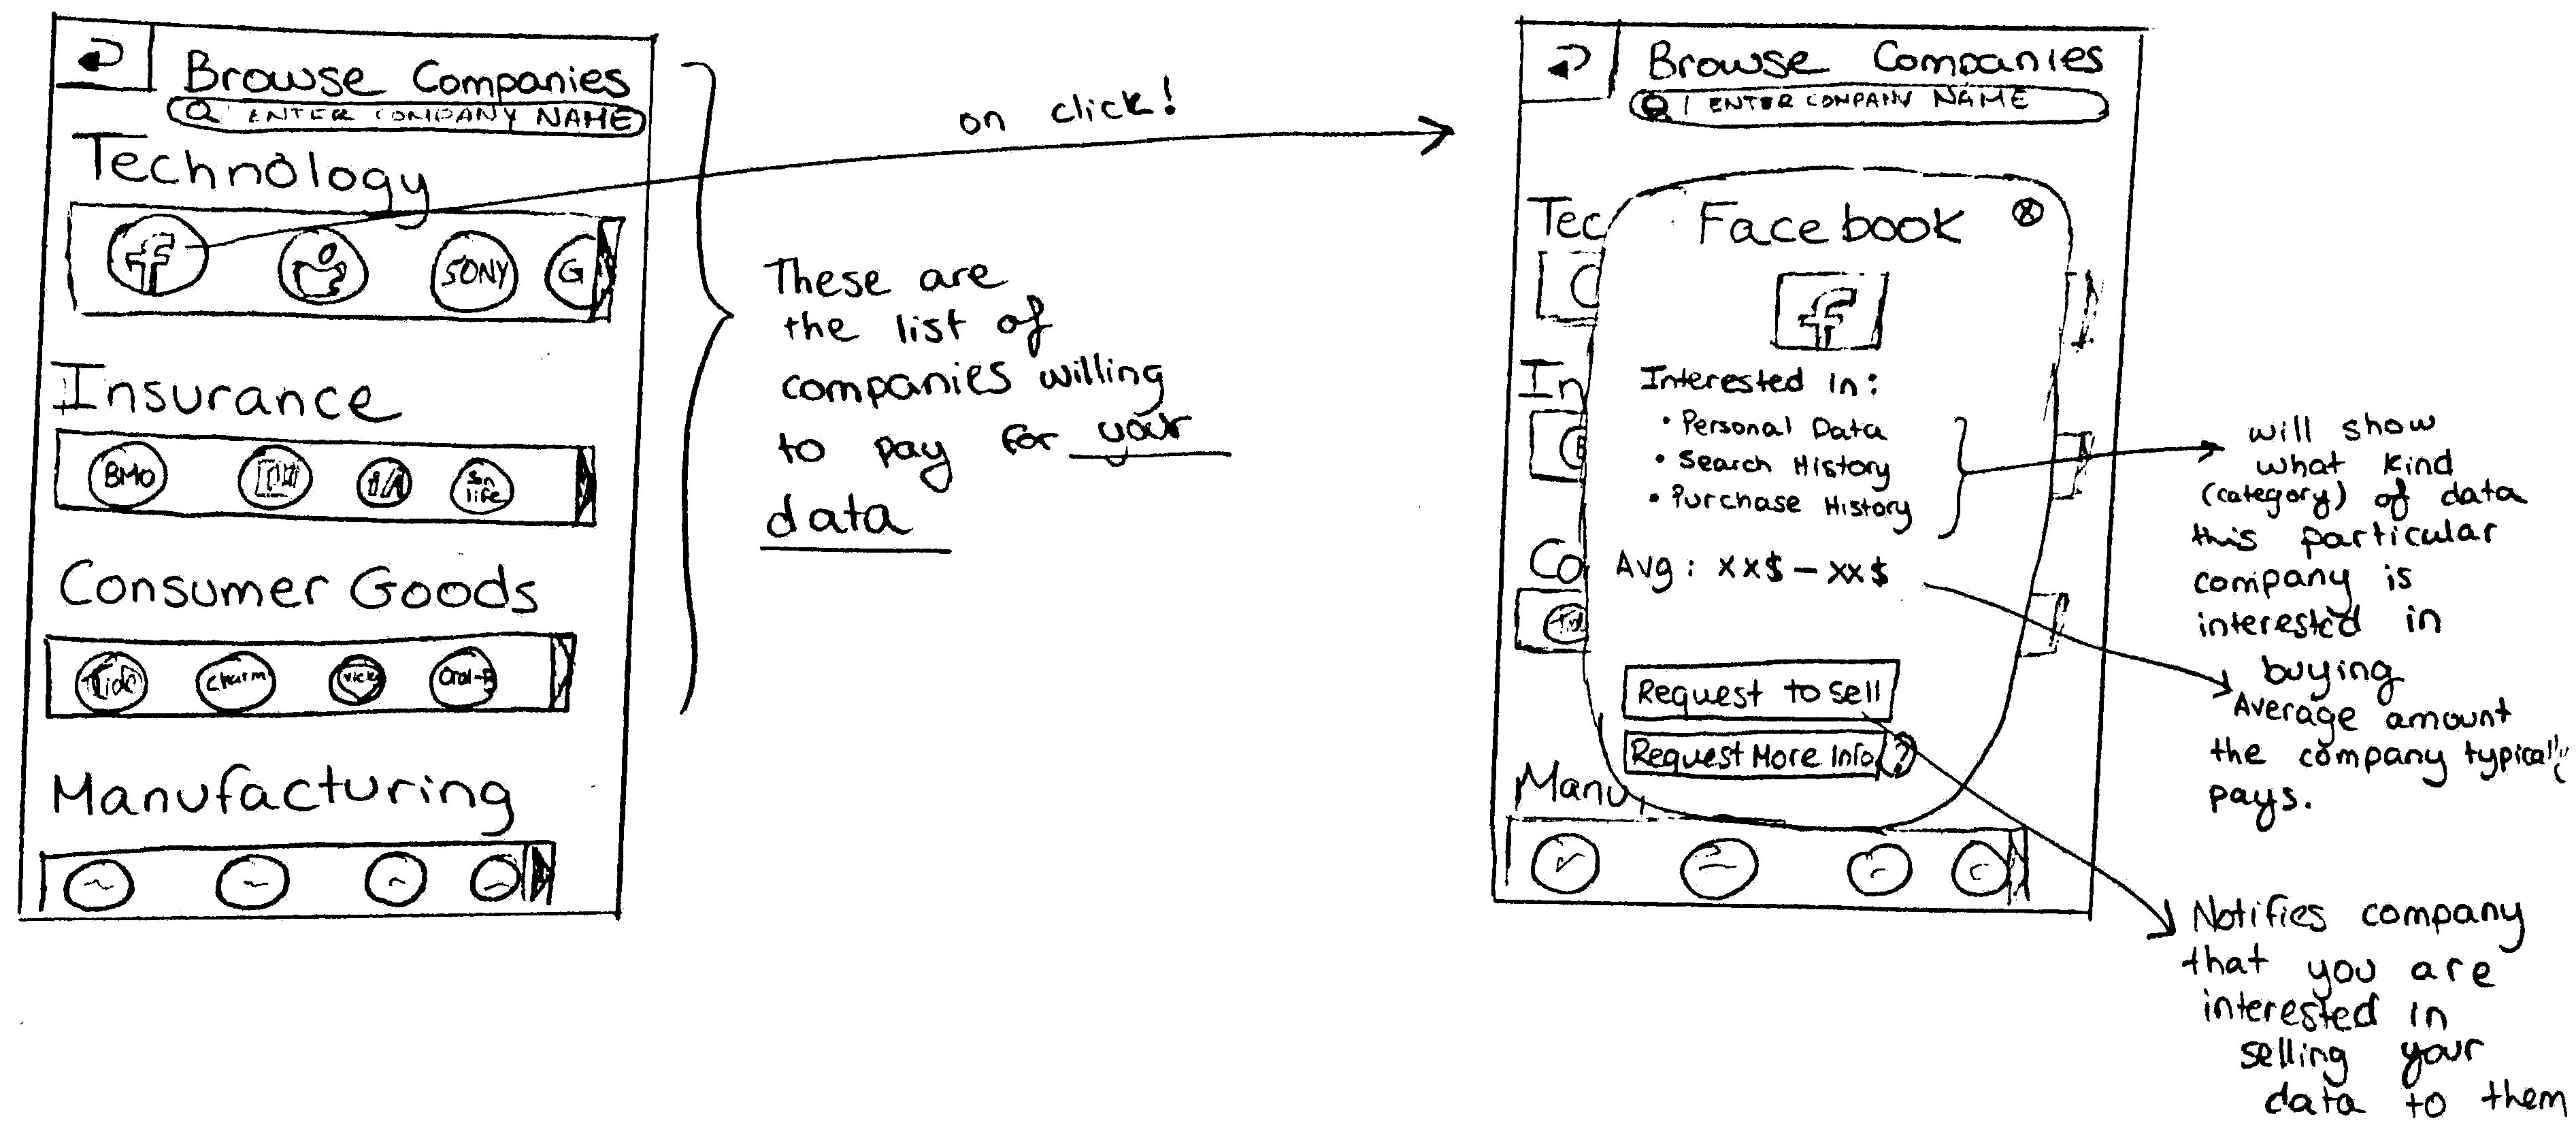 Browse Companies
ENTER COMPANY NAME
Technology
f
SONY
G
Insurance
BMO
Sun
life
Consumer Goods
Tide
Charm
Vicks
Oral-B
Manufacturing
on click!
These are
the list of
companies willing
to pay for your
data
Browse Companies
ENTER COMPANY NAME
Tec
In
Co
Manu
Facebook
f
Interested in:
• Personal Data
• Search History
• Purchase History
Avg: xx$ - xx$
Request to sell
Request More Info ?
will show
what kind
(category) of data
this particular
company is
interested in
buying
Average amount
the company typically
pays.
Notifies company
that you are
interested in
selling your
data to them